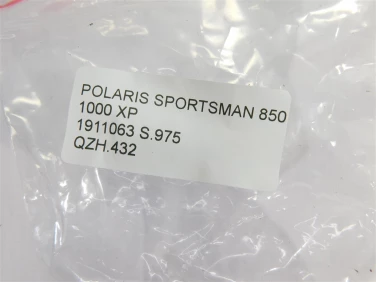 POLARIS SPORTSMAN 850
1000 XP
1911063 S.975
QZH.432